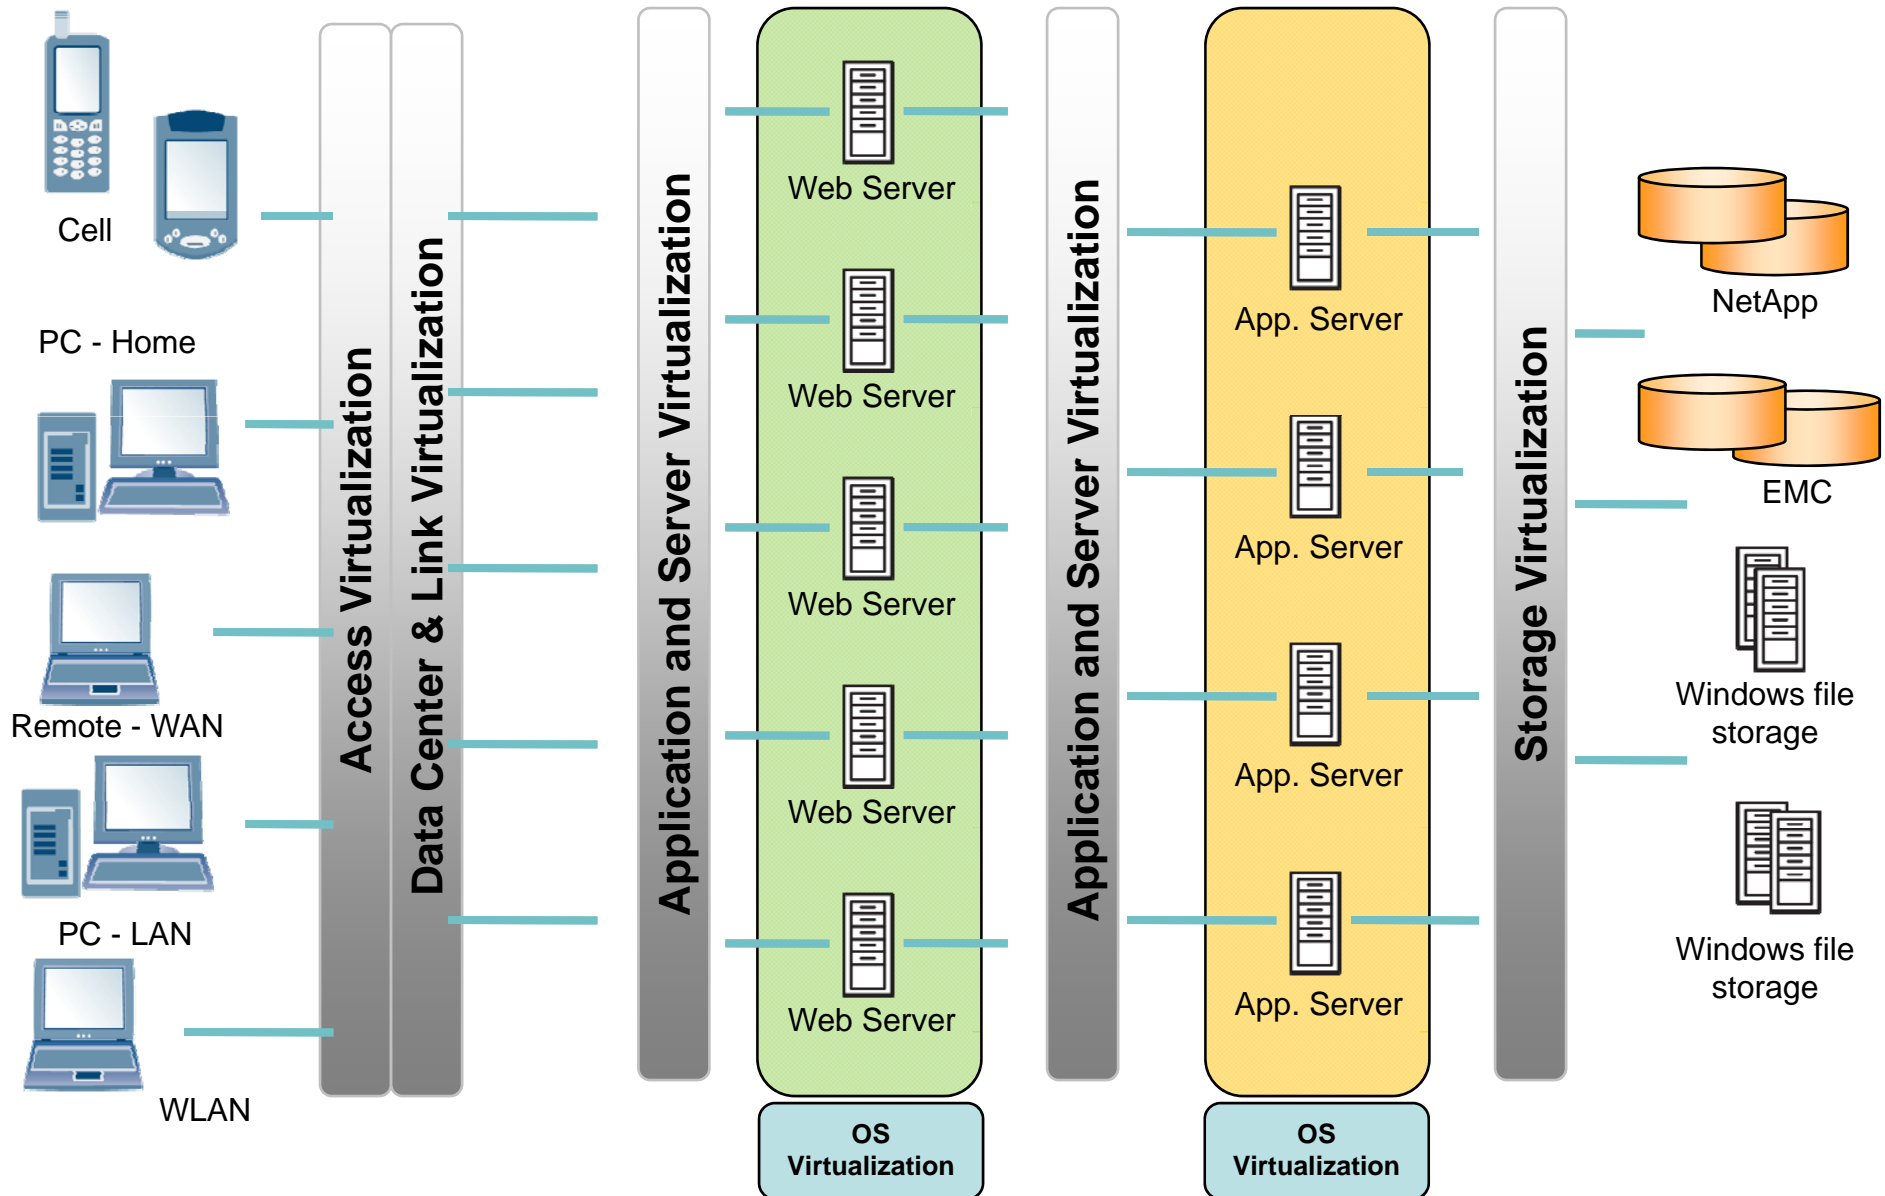 Cell
PC - Home
Remote - WAN
PC - LAN
WLAN
Access Virtualization
Data Center & Link Virtualization
Application and Server Virtualization
Web Server
Web Server
Web Server
Web Server
Web Server
OS
Virtualization
Application and Server Virtualization
App. Server
App. Server
App. Server
App. Server
OS
Virtualization
Storage Virtualization
NetApp
EMC
Windows file
storage
Windows file
storage